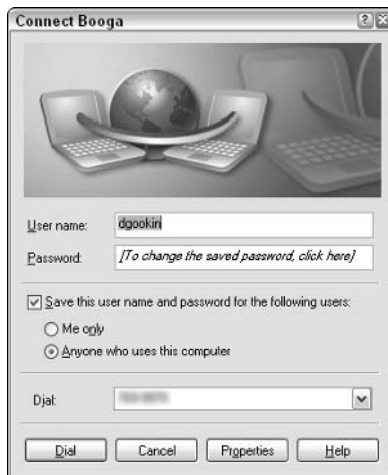 Connect Booga
User name:
dgookin
Password:
[To change the saved password, click here]
Save this user name and password for the following users:
Me only
Anyone who uses this computer
Dial:
Dial
Cancel
Properties
Help